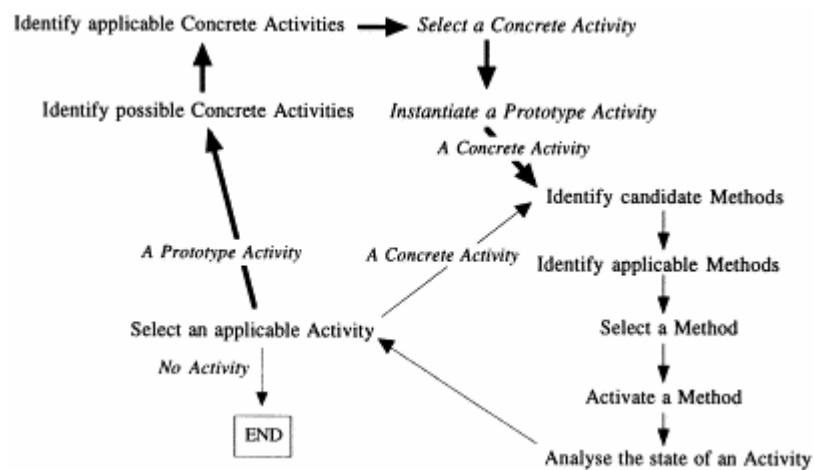 Identify applicable Concrete Activities
Select a Concrete Activity
Identify possible Concrete Activities
Instantiate a Prototype Activity
A Concrete Activity
Identify candidate Methods
A Prototype Activity
A Concrete Activity
Identify applicable Methods
Select an applicable Activity
Select a Method
No Activity
Activate a Method
END
Analyse the state of an Activity